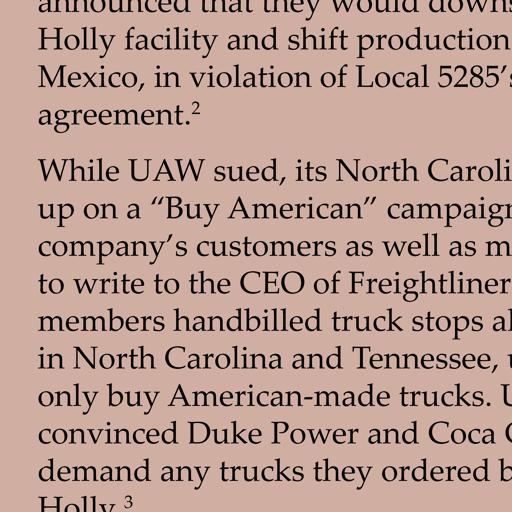 announced that they would downs
Holly facility and shift production
Mexico, in violation of Local 5285's
agreement.²
While UAW sued, its North Caroli
up on a “Buy American” campaign
company’s customers as well as m
to write to the CEO of Freightliner
members handbilled truck stops al
in North Carolina and Tennessee, u
only buy American-made trucks. U
convinced Duke Power and Coca C
demand any trucks they ordered b
Holly.³